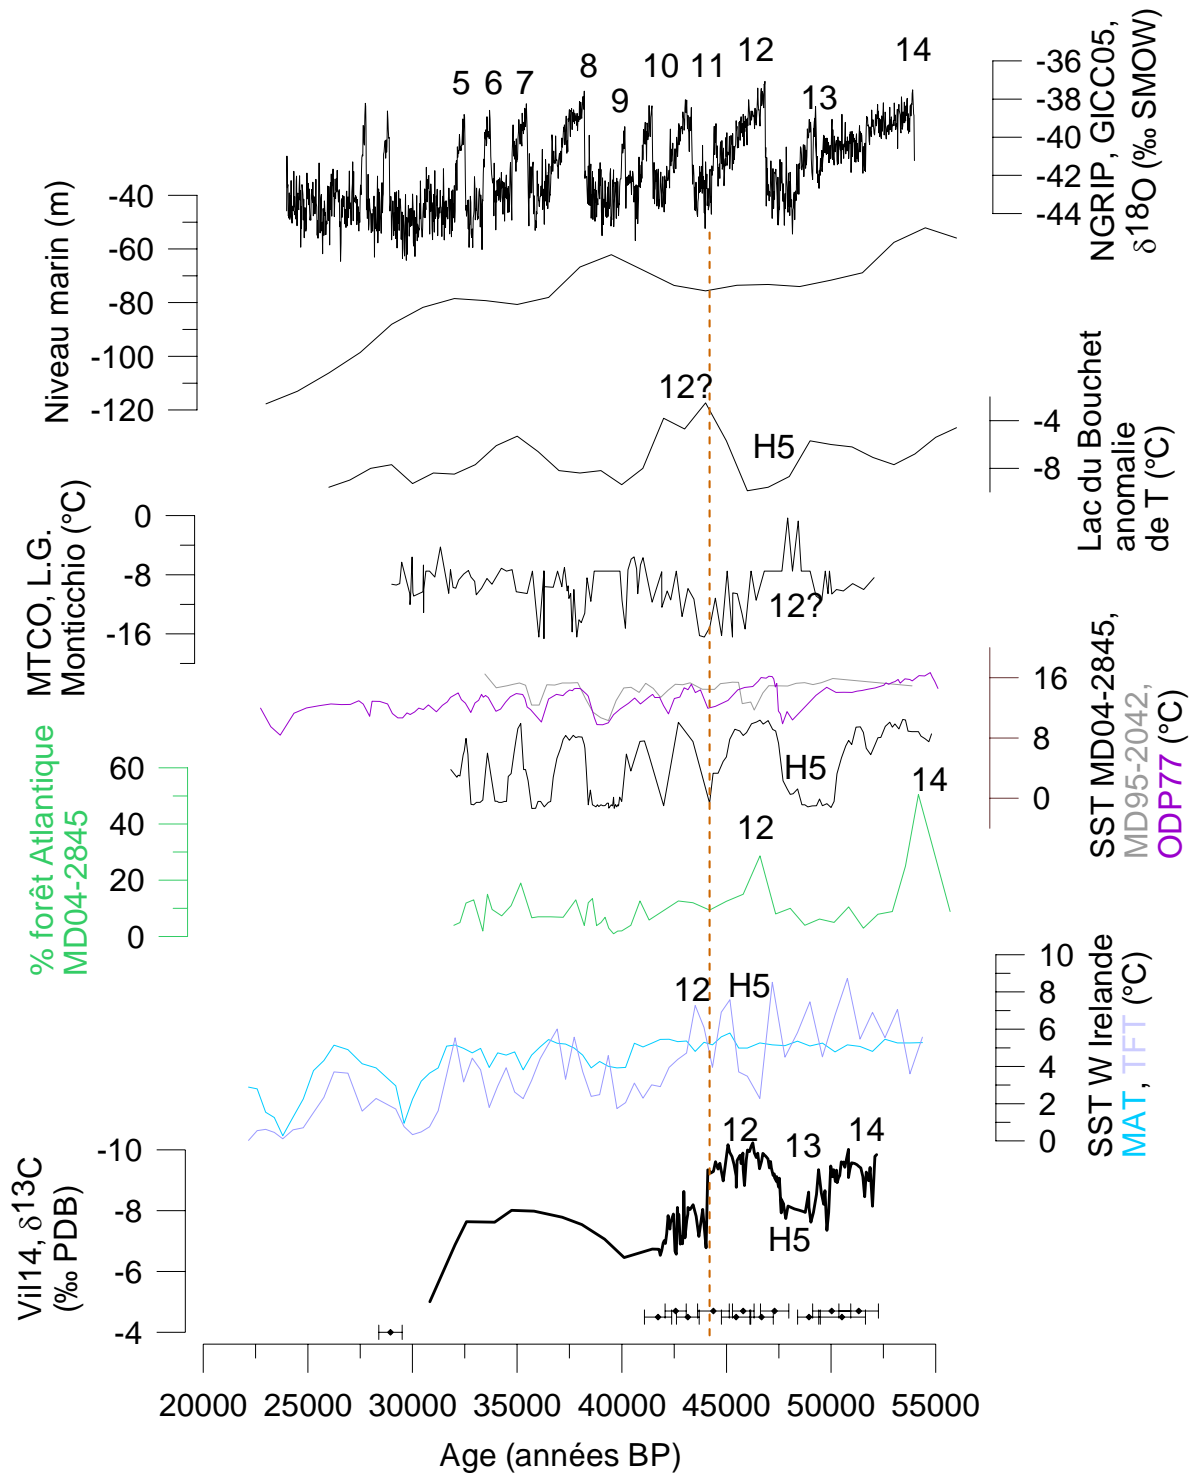 5 6 7 8 9 10 11 12 13 14
-36
-38
-40
-42
-44
NGRIP, GICC05,
δ18O (‰ SMOW)
Niveau marin (m)
-40
-60
-80
-100
-120
12?
H5
-4
-8
Lac du Bouchet
anomalie
de T (°C)
MTCO, L.G.
Monticchio (°C)
0
-8
-16
12?
16
8
0
SST MD04-2845,
MD95-2042,
ODP77 (°C)
H5
% forêt Atlantique
MD04-2845
60
40
20
0
12
14
12
H5
10
8
6
4
2
0
SST W Irelande
MAT, TFT (°C)
Vil14, δ13C
(‰ PDB)
-10
-8
-6
-4
12
13
14
H5
20000 25000 30000 35000 40000 45000 50000 55000
Age (années BP)